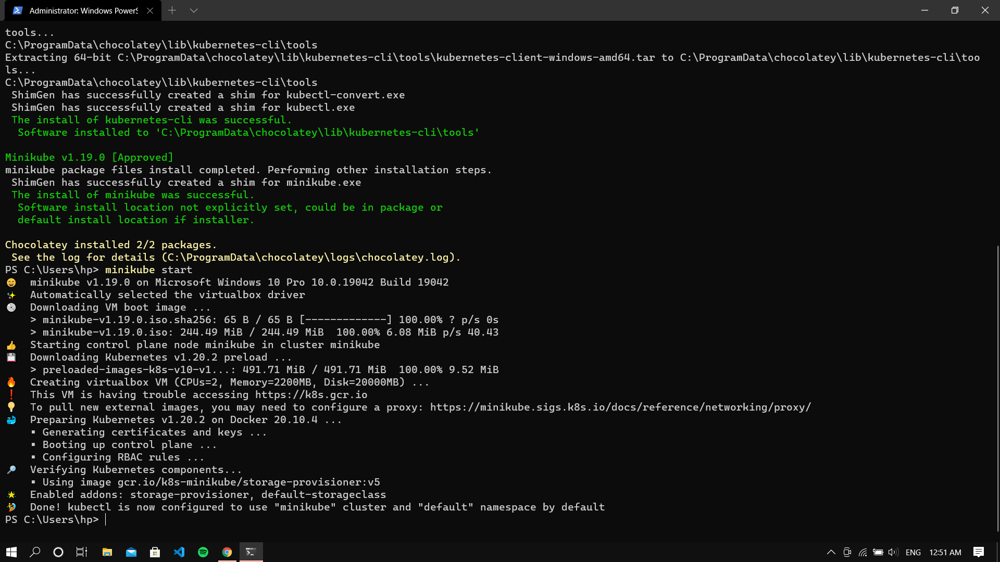 Administrator: Windows PowerS
tools...
C:\ProgramData\chocolatey\lib\kubernetes-cli\tools
Extracting 64-bit C:\ProgramData\chocolatey\lib\kubernetes-cli\tools\kubernetes-client-windows-amd64.tar to C:\ProgramData\chocolatey\lib\kubernetes-cli\too
ls...
C:\ProgramData\chocolatey\lib\kubernetes-cli\tools
ShimGen has successfully created a shim for kubectl-convert.exe
ShimGen has successfully created a shim for kubectl.exe
The install of kubernetes-cli was successful.
Software installed to 'C:\ProgramData\chocolatey\lib\kubernetes-cli\tools'
Minikube v1.19.0 [Approved]
minikube package files install completed. Performing other installation steps.
ShimGen has successfully created a shim for minikube.exe
The install of minikube was successful.
Software install location not explicitly set, could be in package or
default install location if installer.
Chocolatey installed 2/2 packages.
See the log for details (C:\ProgramData\chocolatey\logs\chocolatey.log).
PS C:\Users\hp> minikube start
minikube v1.19.0 on Microsoft Windows 10 Pro 10.0.19042 Build 19042
Automatically selected the virtualbox driver
Downloading VM boot image ...
> minikube-v1.19.0.iso.sha256: 65 B / 65 B [-------------] 100.00% ? p/s 0s
> minikube-v1.19.0.iso: 244.49 MiB / 244.49 MiB  100.00% 6.08 MiB p/s 40.43
Starting control plane node minikube in cluster minikube
Downloading Kubernetes v1.20.2 preload ...
> preloaded-images-k8s-v10-v1...: 491.71 MiB / 491.71 MiB  100.00% 9.52 MiB
Creating virtualbox VM (CPUs=2, Memory=2200MB, Disk=20000MB) ...
This VM is having trouble accessing https://k8s.gcr.io
To pull new external images, you may need to configure a proxy: https://minikube.sigs.k8s.io/docs/reference/networking/proxy/
Preparing Kubernetes v1.20.2 on Docker 20.10.4 ...
▪ Generating certificates and keys ...
▪ Booting up control plane ...
▪ Configuring RBAC rules ...
Verifying Kubernetes components...
▪ Using image gcr.io/k8s-minikube/storage-provisioner:v5
Enabled addons: storage-provisioner, default-storageclass
Done! kubectl is now configured to use "minikube" cluster and "default" namespace by default
PS C:\Users\hp>
ENG 12:51 AM